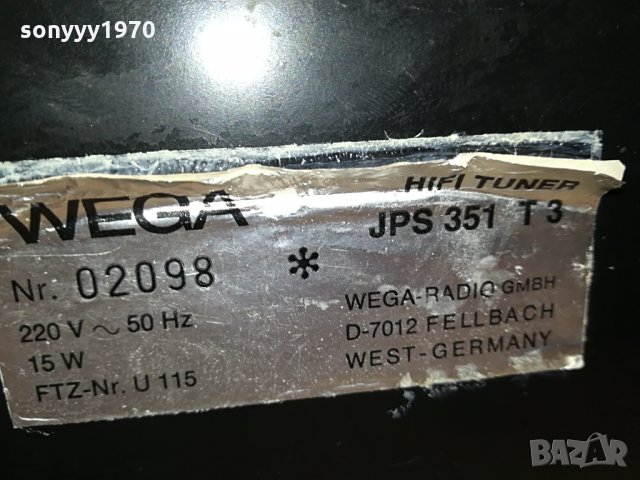 sonyyy1970
WEGA
HIFI TUNER
JPS 351 T 3
Nr. 02098 *
220 V ~ 50 Hz
15 W
FTZ-Nr. U 115
WEGA-RADIO GMBH
D-7012 FELLBACH
WEST-GERMANY
BAZAR